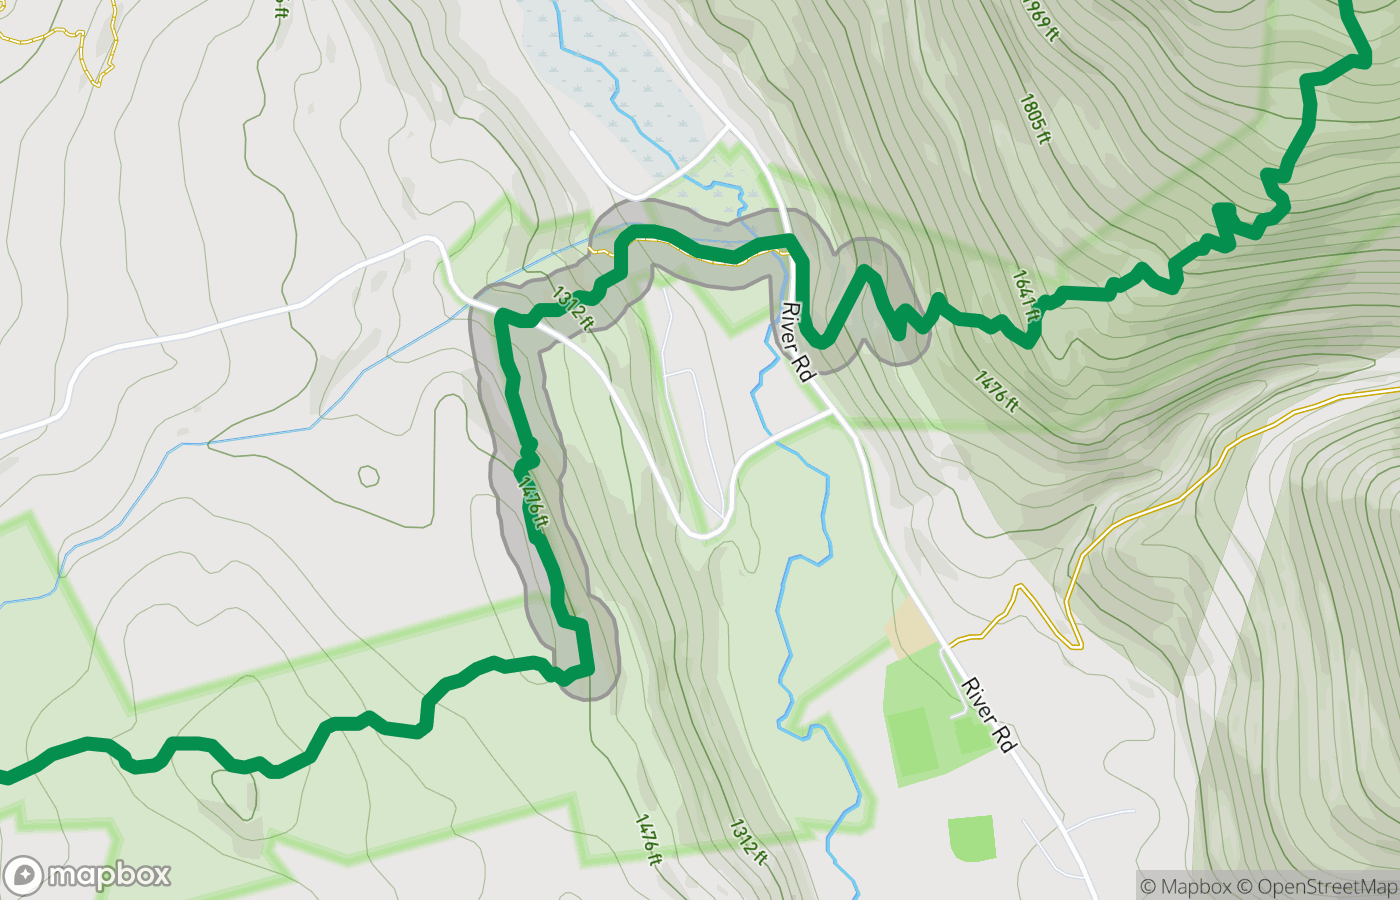 1969 ft
1805 ft
1641 ft
1312 ft
River Rd
1476 ft
1476 ft
River Rd
1476 ft
1312 ft
mapbox
© Mapbox © OpenStreetMap